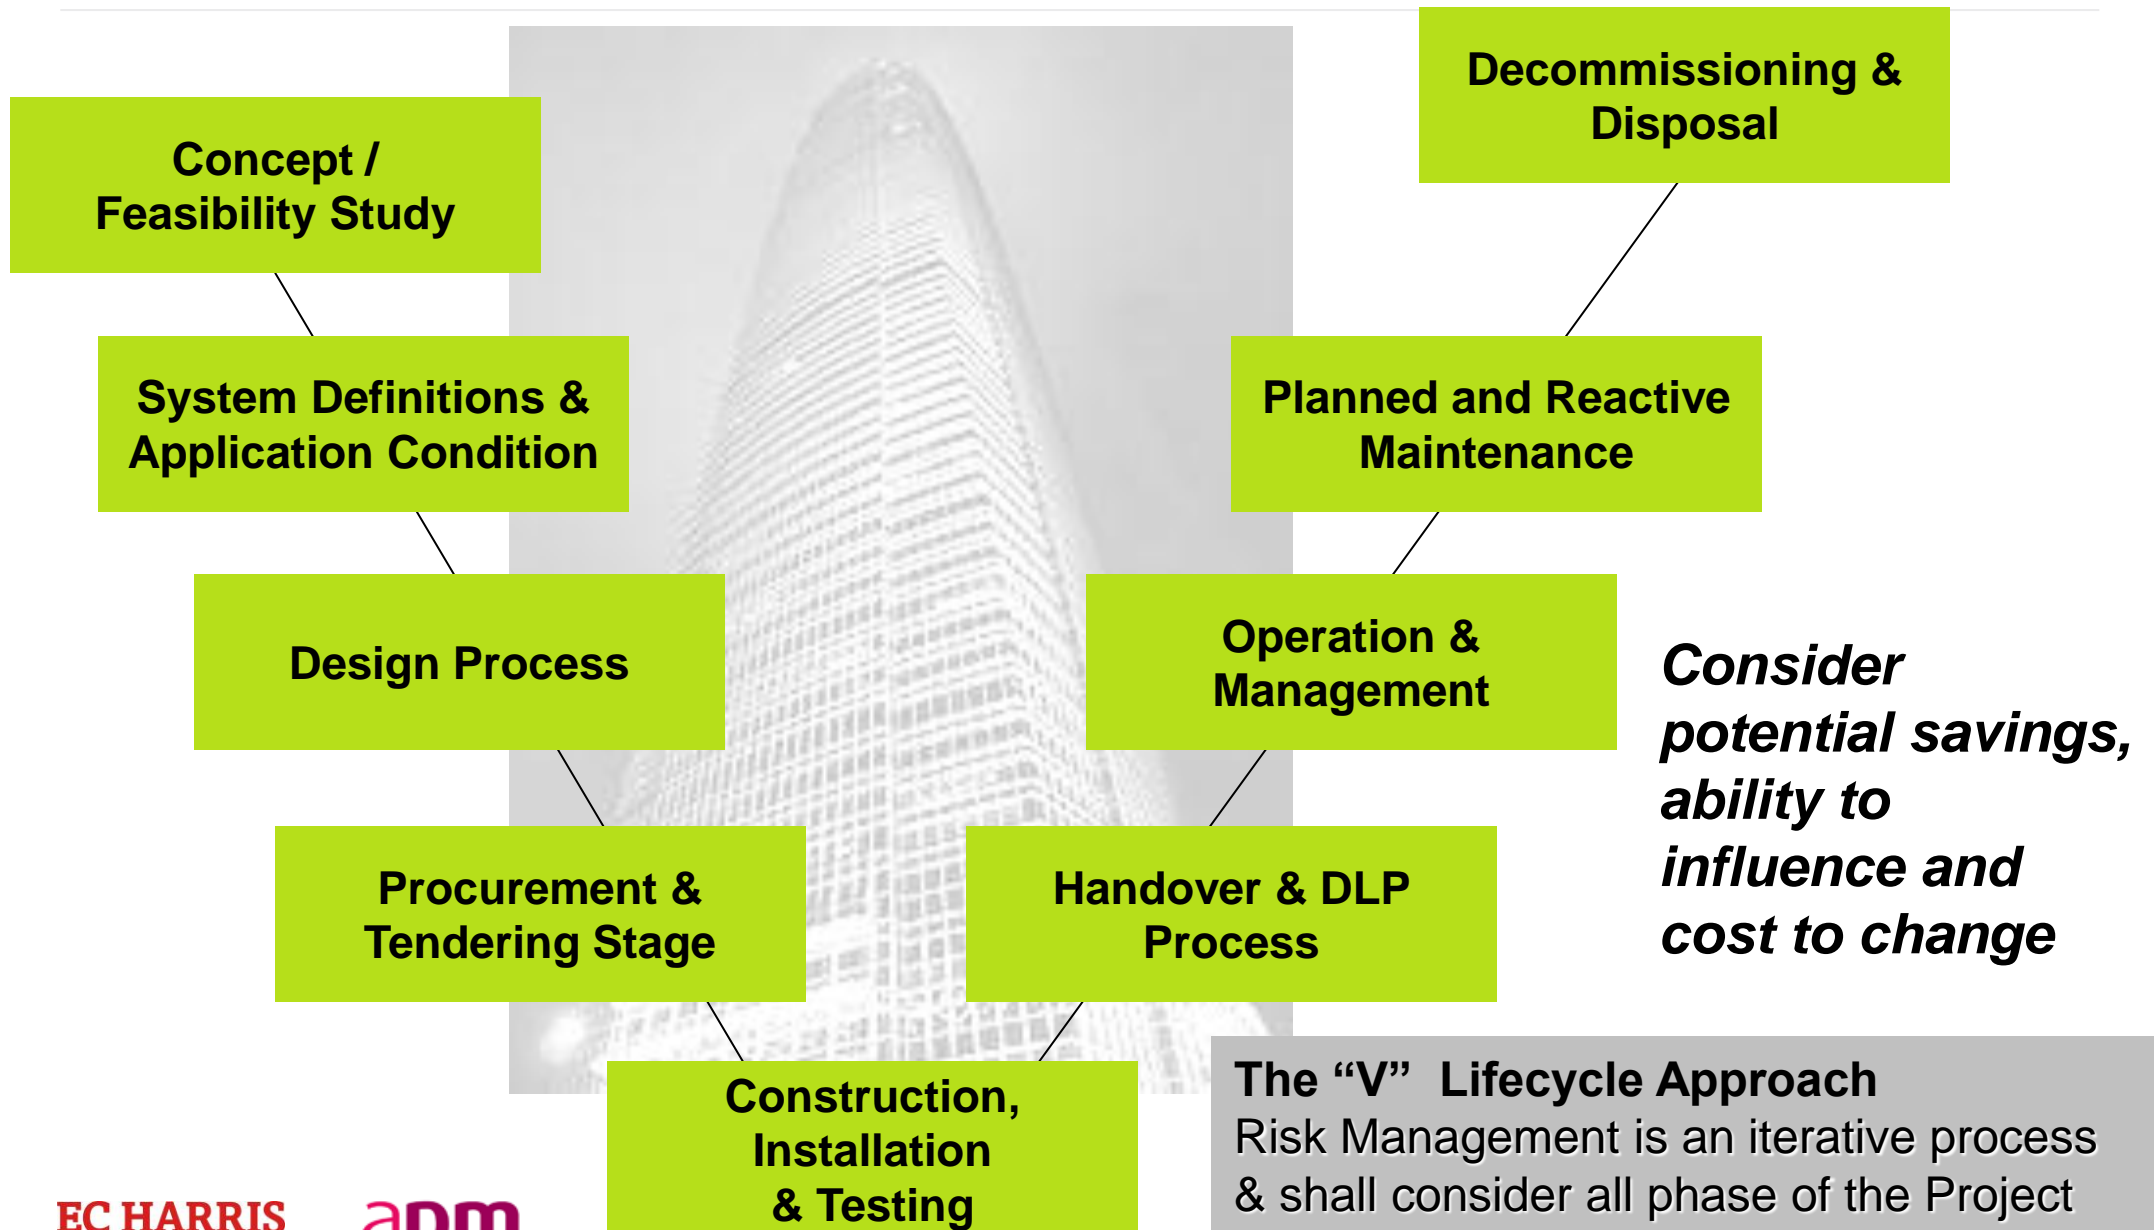 Concept /
Feasibility Study
System Definitions &
Application Condition
Design Process
Procurement &
Tendering Stage
Construction,
Installation
& Testing
Handover & DLP
Process
Operation &
Management
Planned and Reactive
Maintenance
Decommissioning &
Disposal
Consider
potential savings,
ability to
influence and
cost to change
The “V” Lifecycle Approach
Risk Management is an iterative process
& shall consider all phase of the Project
EC HARRIS
apm